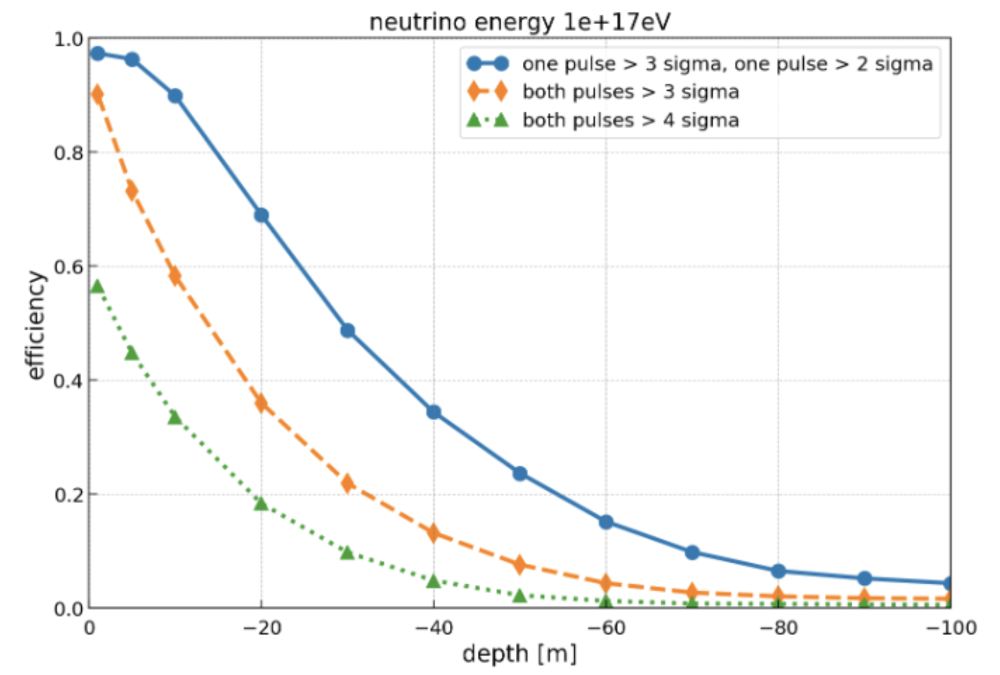 neutrino energy 1e+17eV
one pulse > 3 sigma, one pulse > 2 sigma
both pulses > 3 sigma
both pulses > 4 sigma
efficiency
1.0
0.8
0.6
0.4
0.2
0.0
0 −20 −40 −60 −80 −100
depth [m]